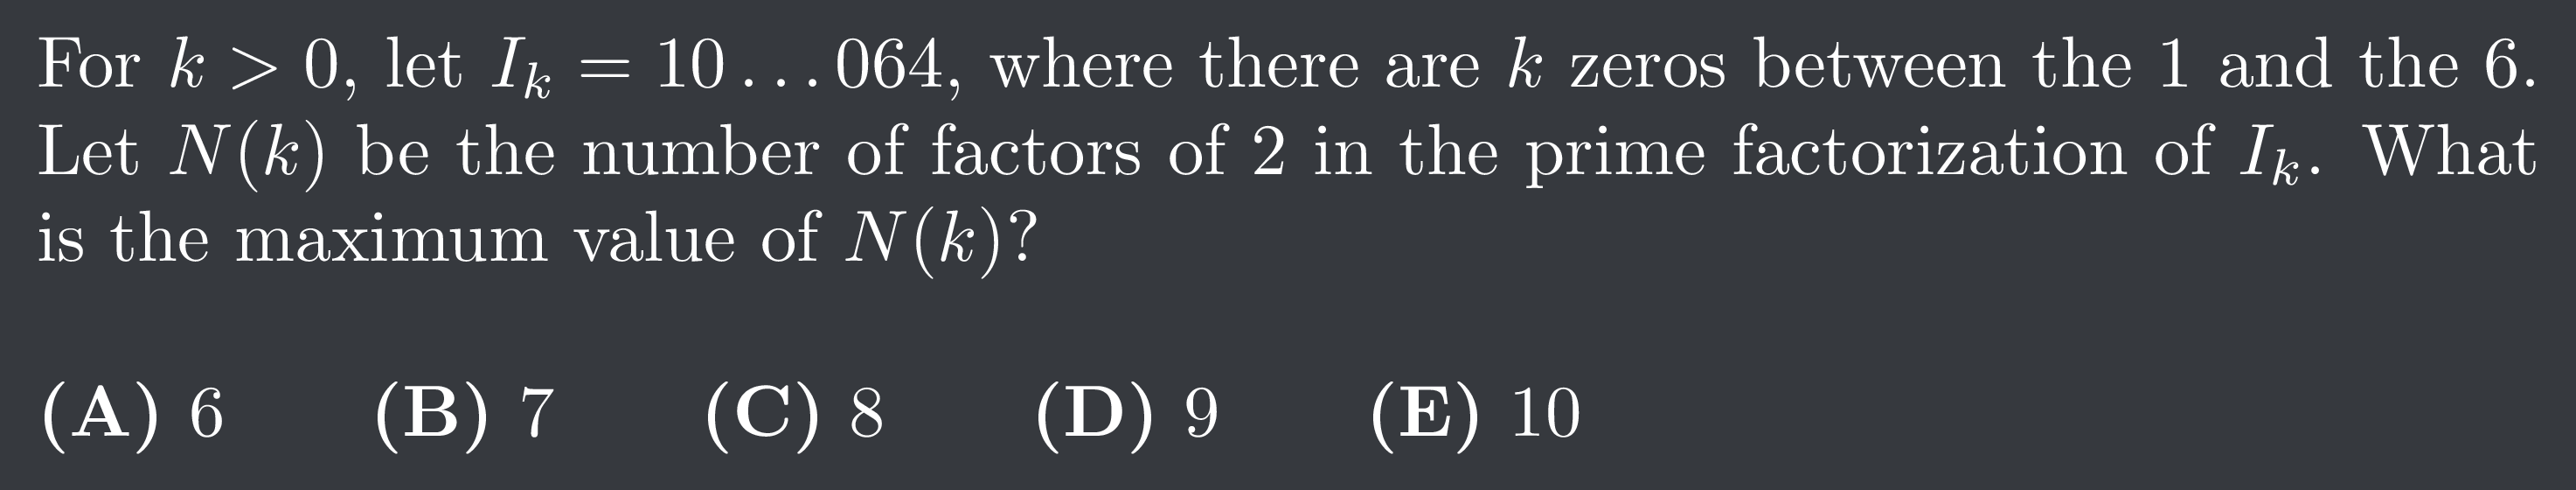 For k > 0, let I_k = 10...064, where there are k zeros between the 1 and the 6.
Let N(k) be the number of factors of 2 in the prime factorization of I_k. What
is the maximum value of N(k)?
(A) 6 (B) 7 (C) 8 (D) 9 (E) 10